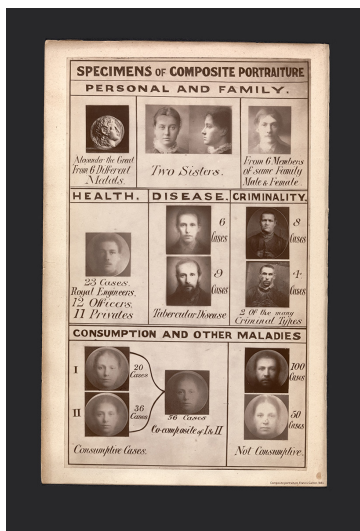 SPECIMENS OF COMPOSITE PORTRAITURE
PERSONAL AND FAMILY.
Alexander the Great
From 6 Different
Medals.
Two Sisters.
From 6 Members
of same Family
Male & Female
HEALTH.
23 Cases.
Royal Engineers.
12 Officers.
11 Privates
DISEASE.
6
Cases
9
Cases
Tubercular Disease
CRIMINALITY.
8
Cases
4
Cases
2 Of the many
Criminal Types
CONSUMPTION AND OTHER MALADIES
I
20
Cases
II
36
Cases
Consumptive Cases.
56 Cases
Co-composite of I & II
100
Cases
50
Cases
Not Consumptive.